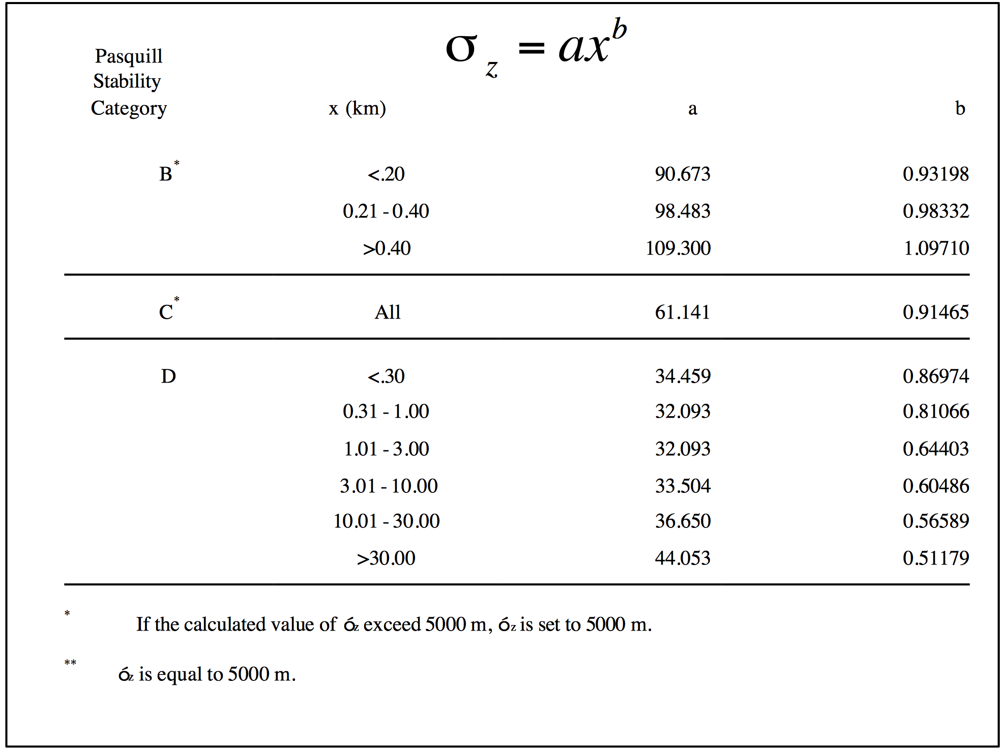 σz = ax^b
Pasquill
Stability
Category x (km) a b
B* <.20 90.673 0.93198
0.21 - 0.40 98.483 0.98332
>0.40 109.300 1.09710
C* All 61.141 0.91465
D <.30 34.459 0.86974
0.31 - 1.00 32.093 0.81066
1.01 - 3.00 32.093 0.64403
3.01 - 10.00 33.504 0.60486
10.01 - 30.00 36.650 0.56589
>30.00 44.053 0.51179
* If the calculated value of óz exceed 5000 m, óz is set to 5000 m.
** óz is equal to 5000 m.